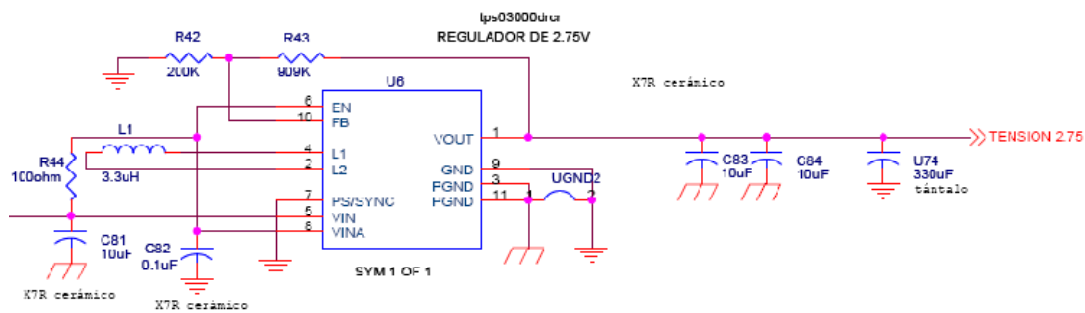 tps63000drcr
REGULADOR DE 2.75V
R42
200K
R43
909K
U6
X7R cerámico
6
EN
10
FB
VOUT
1
TENSION 2.75
L1
3.3uH
4
L1
2
L2
GND
9
PGND
3
PGND
11
UGND2
1
2
R44
100ohm
7
PS/SYNC
5
VIN
8
VINA
C83
10uF
C84
10uF
U74
330uF
tántalo
C81
10uF
C82
0.1uF
SYM 1 OF 1
X7R cerámico
X7R cerámico